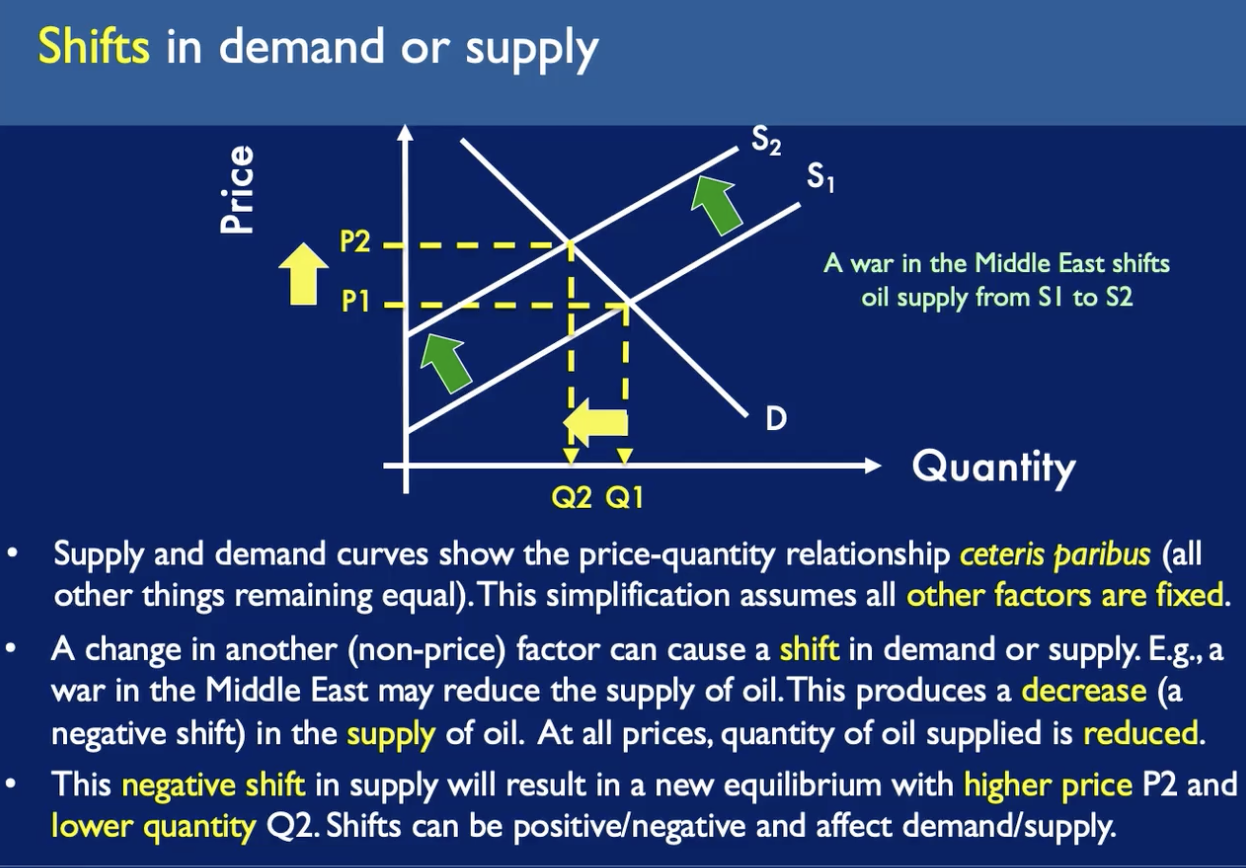 Shifts in demand or supply
Price
S2
S1
P2
P1
A war in the Middle East shifts
oil supply from S1 to S2
D
Quantity
Q2 Q1
• Supply and demand curves show the price-quantity relationship ceteris paribus (all
other things remaining equal). This simplification assumes all other factors are fixed.
• A change in another (non-price) factor can cause a shift in demand or supply. E.g., a
war in the Middle East may reduce the supply of oil. This produces a decrease (a
negative shift) in the supply of oil. At all prices, quantity of oil supplied is reduced.
• This negative shift in supply will result in a new equilibrium with higher price P2 and
lower quantity Q2. Shifts can be positive/negative and affect demand/supply.